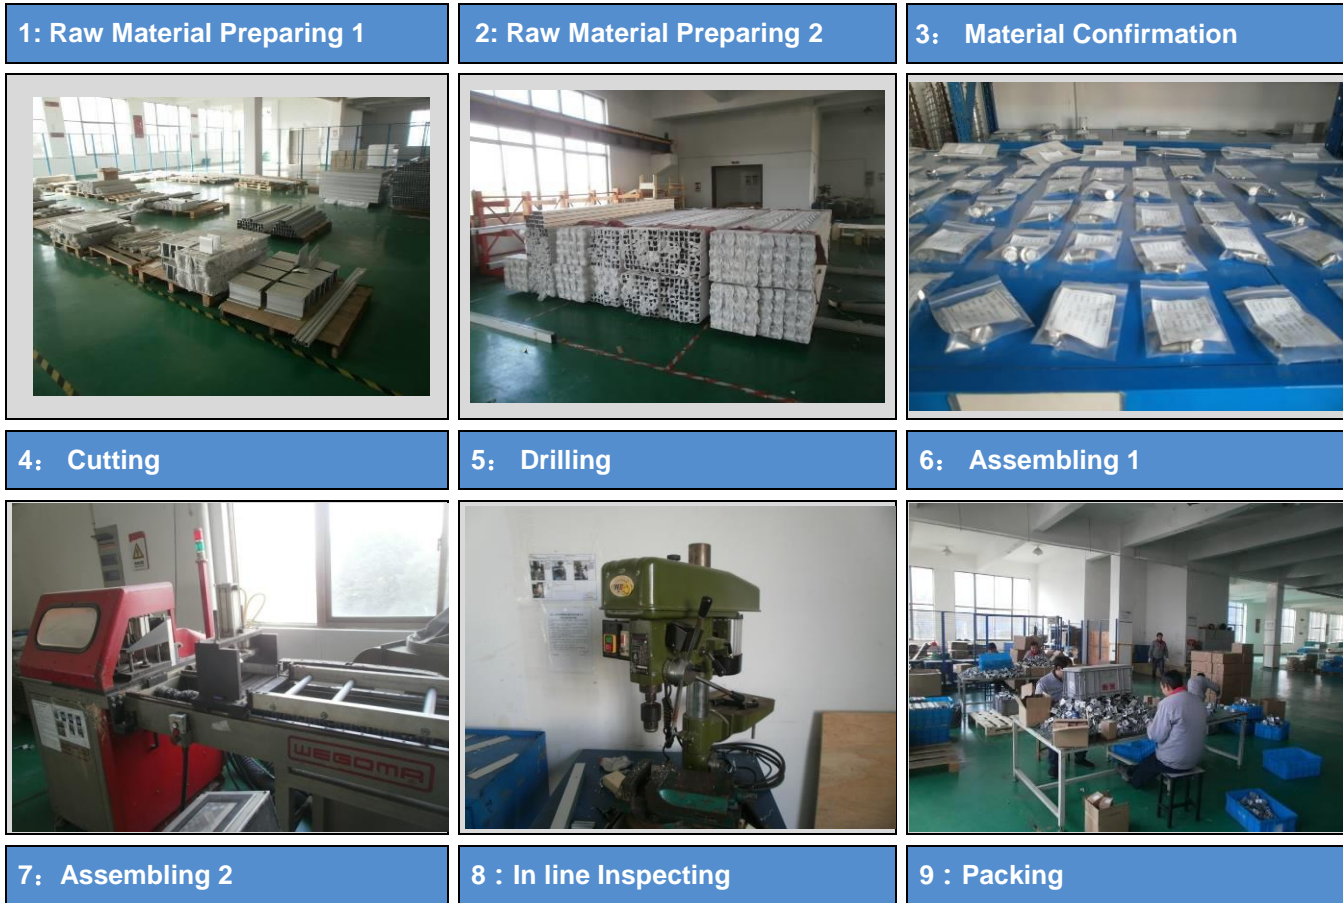 1: Raw Material Preparing 1
2: Raw Material Preparing 2
3： Material Confirmation
4： Cutting
5： Drilling
6： Assembling 1
WEGOMA
7：Assembling 2
8：In line Inspecting
9：Packing